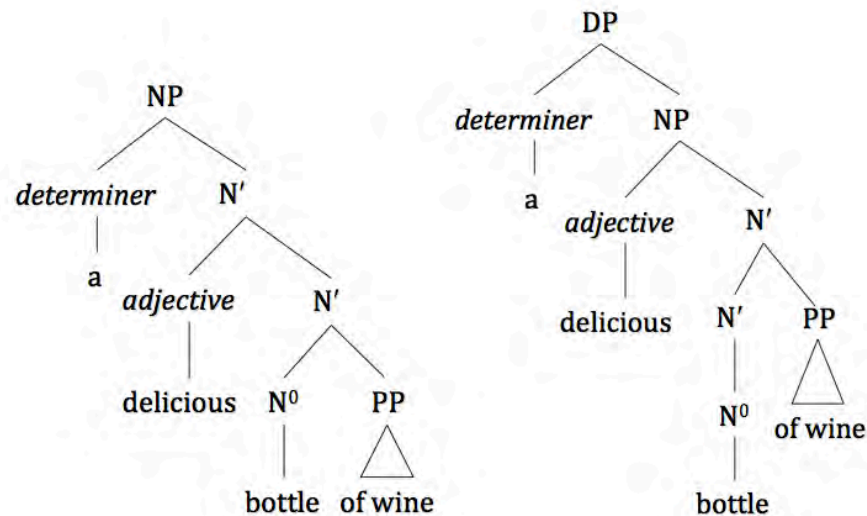 DP
NP
determiner NP
determiner N′
a
adjective N′
a
adjective N′
delicious N′ PP
delicious N⁰ PP
N⁰ of wine
bottle of wine
bottle